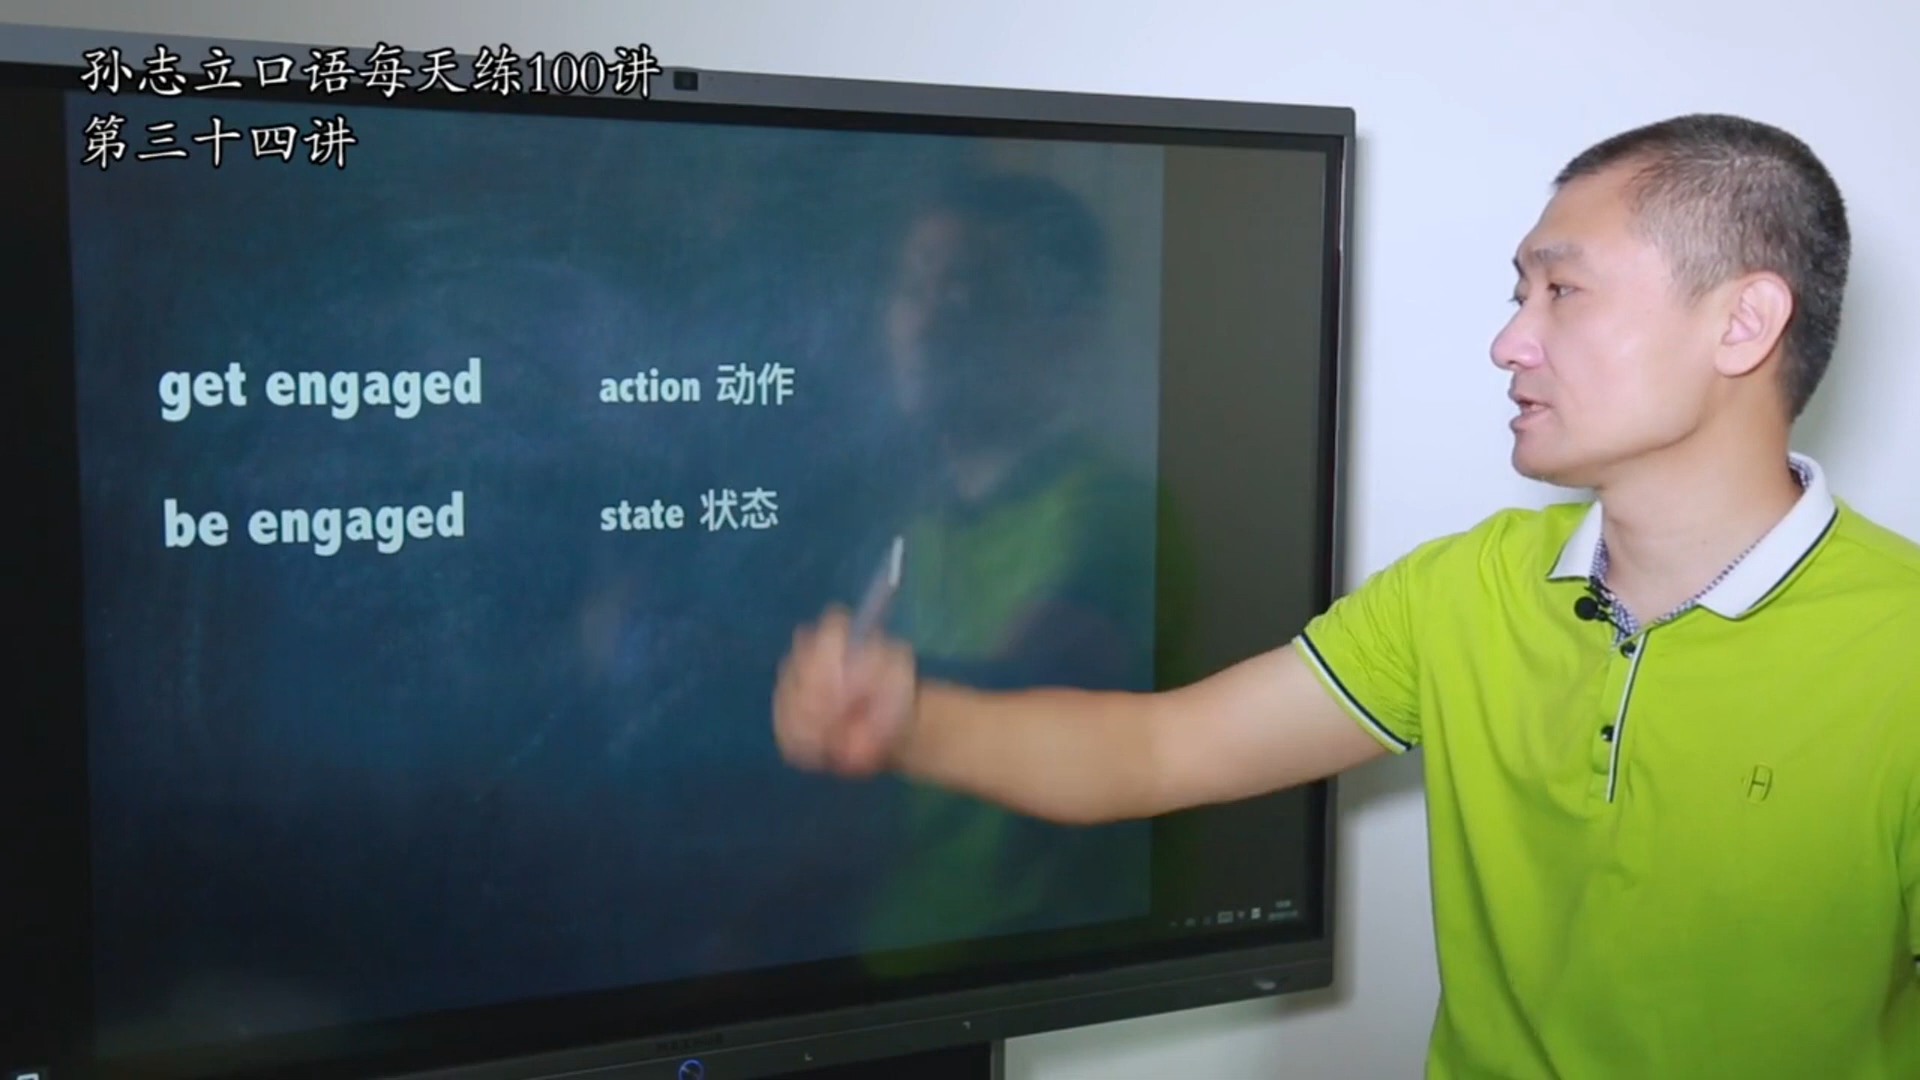 孙志立口语每天练100讲
第三十四讲
get engaged action 动作
be engaged state 状态
H